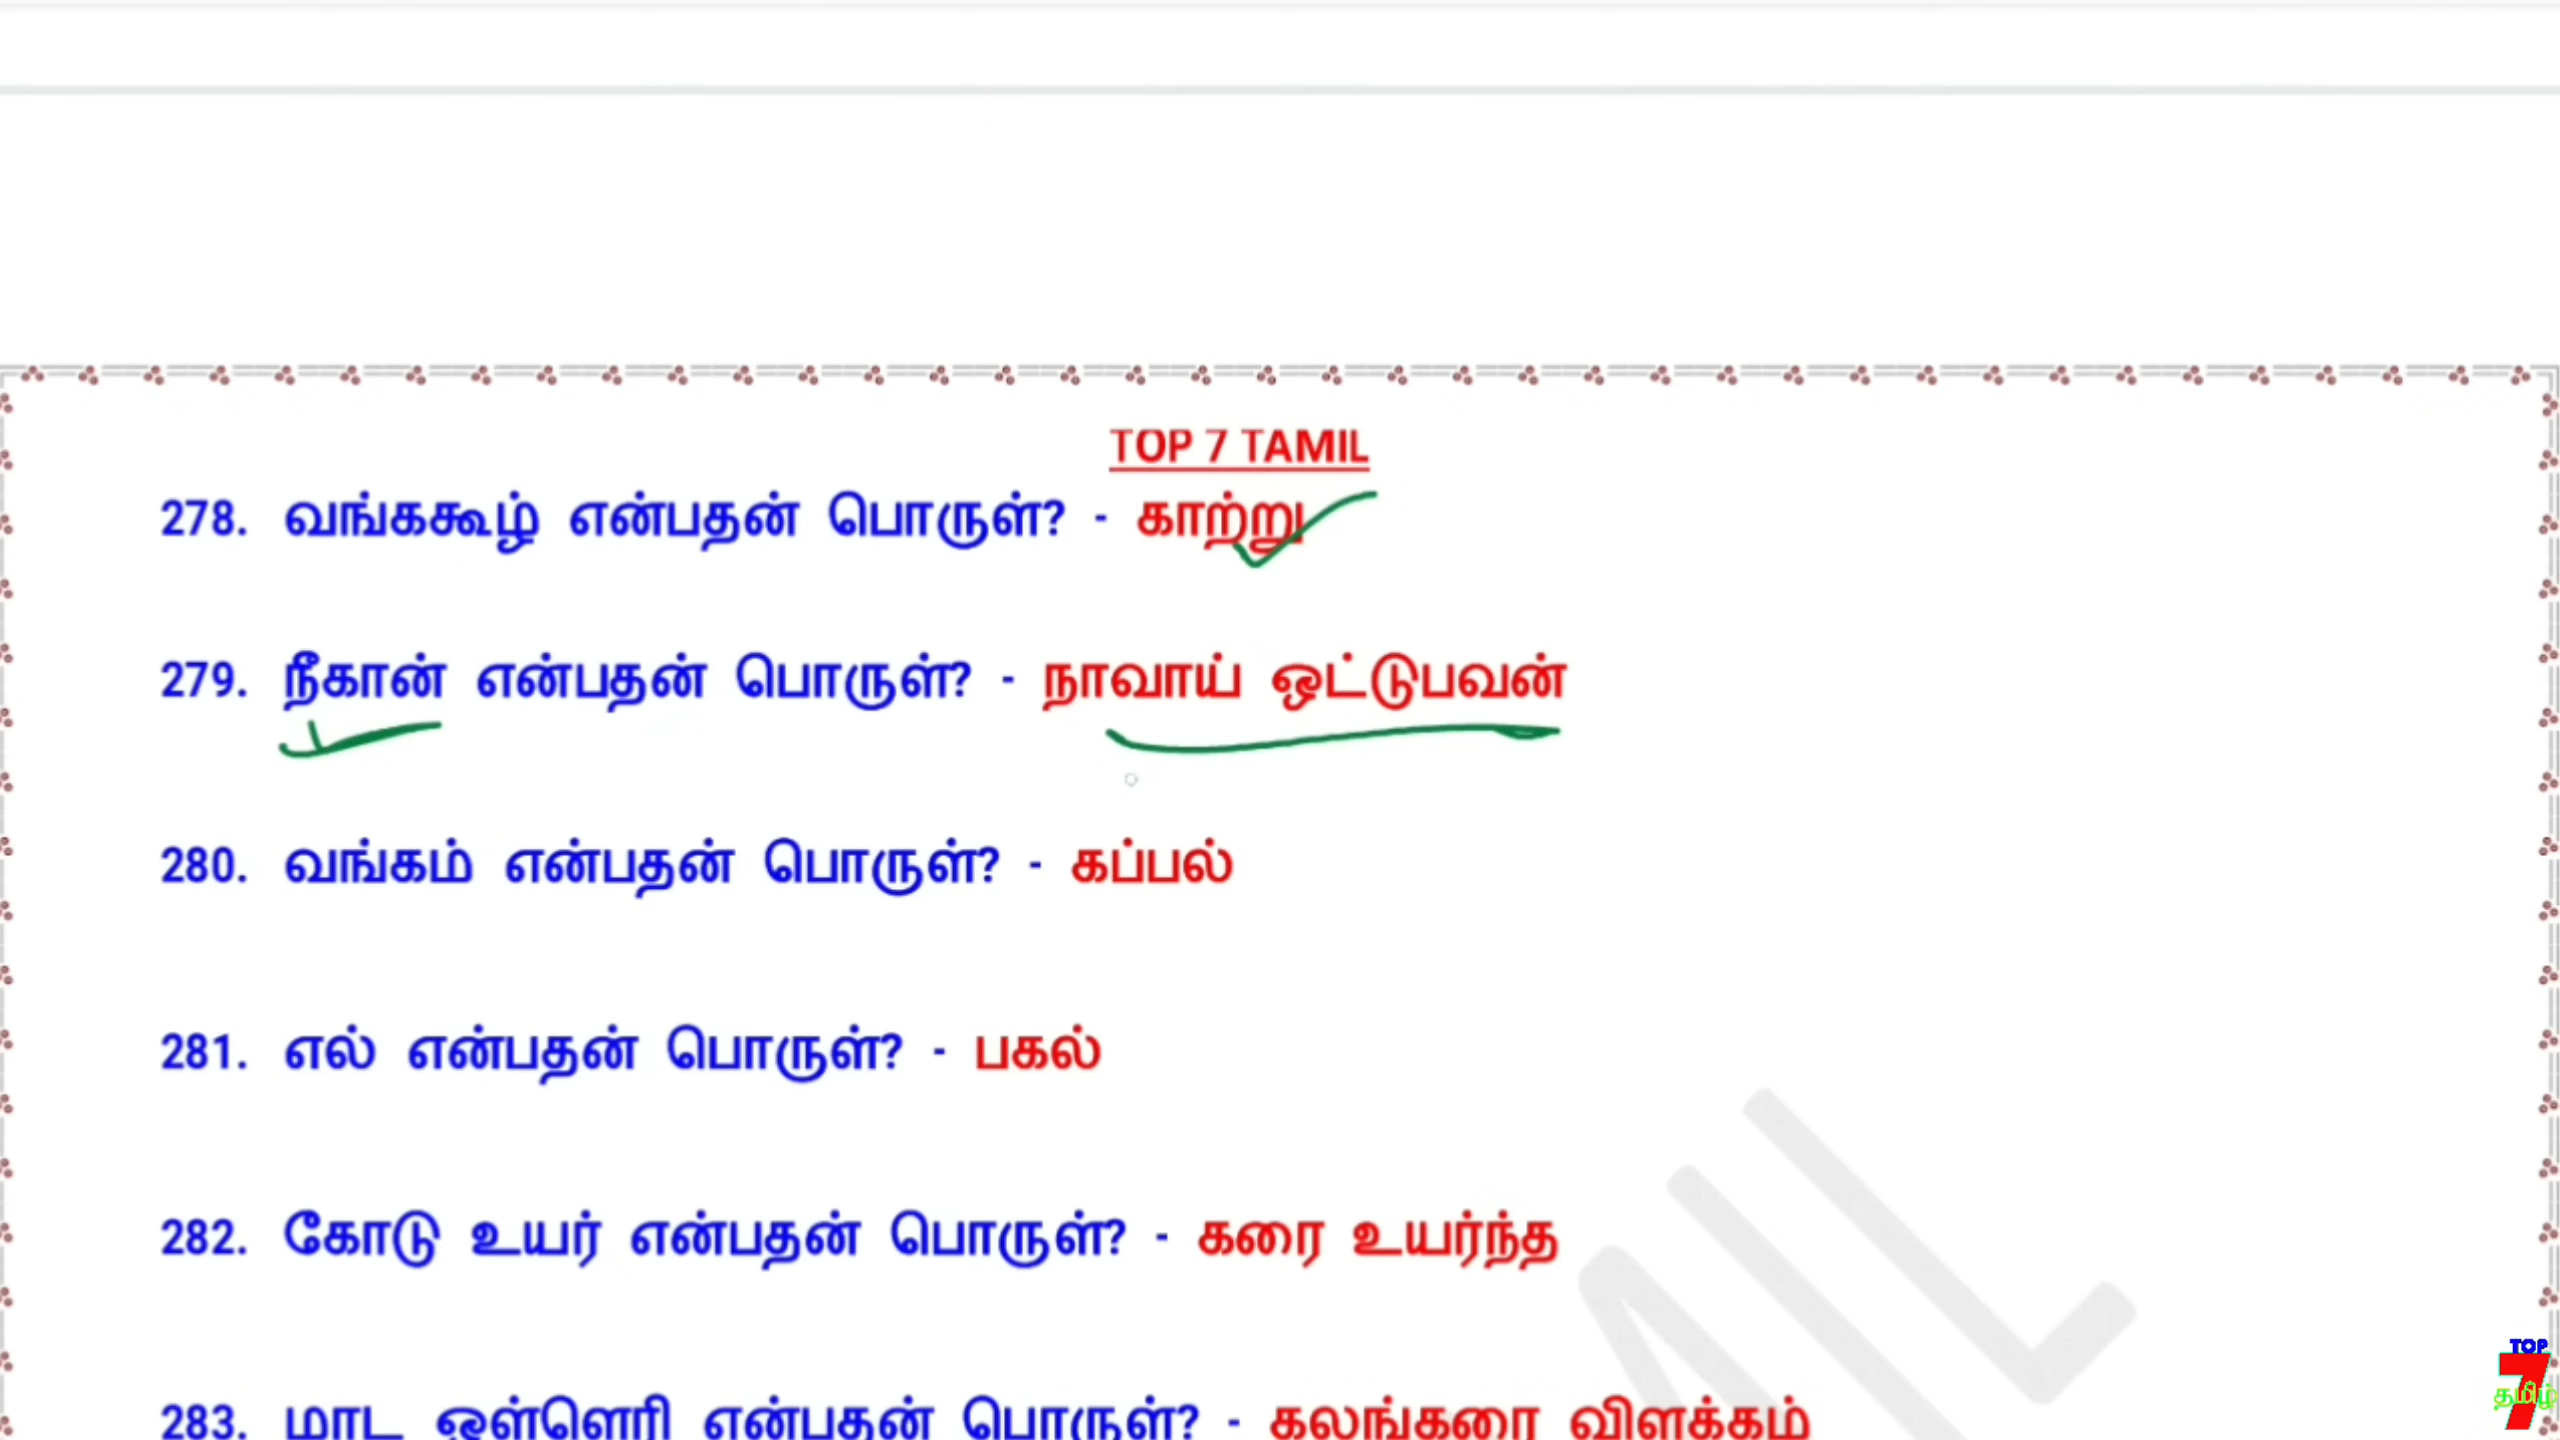 TOP 7 TAMIL
278. வங்ககூழ் என்பதன் பொருள்? - காற்று
279. நீகான் என்பதன் பொருள்? - நாவாய் ஒட்டுபவன்
280. வங்கம் என்பதன் பொருள்? - கப்பல்
281. எல் என்பதன் பொருள்? - பகல்
282. கோடு உயர் என்பதன் பொருள்? - கரை உயர்ந்த
283. மாட ஒள்ளெரி என்பதன் பொருள்? - கலங்கரை விளக்கம்
TOP
7
தமிழ்